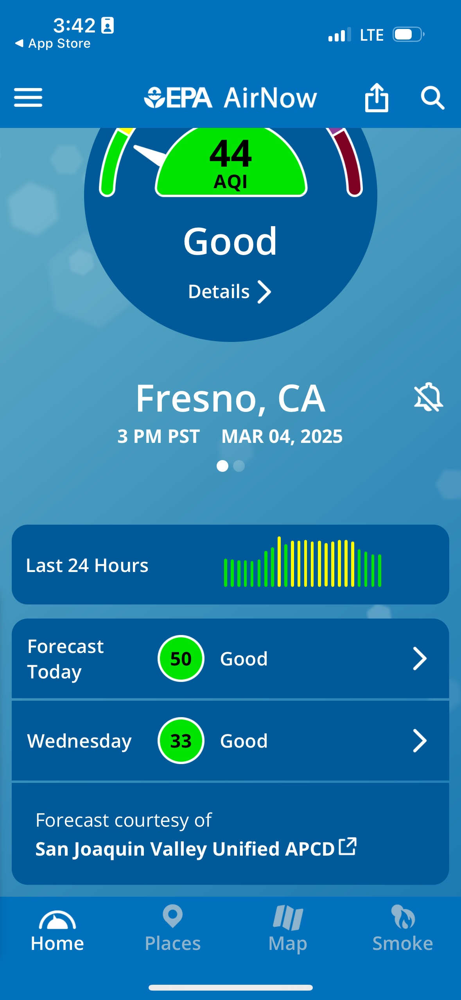 3:42
◀ App Store
LTE
EPA AirNow
44
AQI
Good
Details
Fresno, CA
3 PM PST MAR 04, 2025
Last 24 Hours
Forecast
Today
50
Good
Wednesday
33
Good
Forecast courtesy of
San Joaquin Valley Unified APCD
Home
Places
Map
Smoke